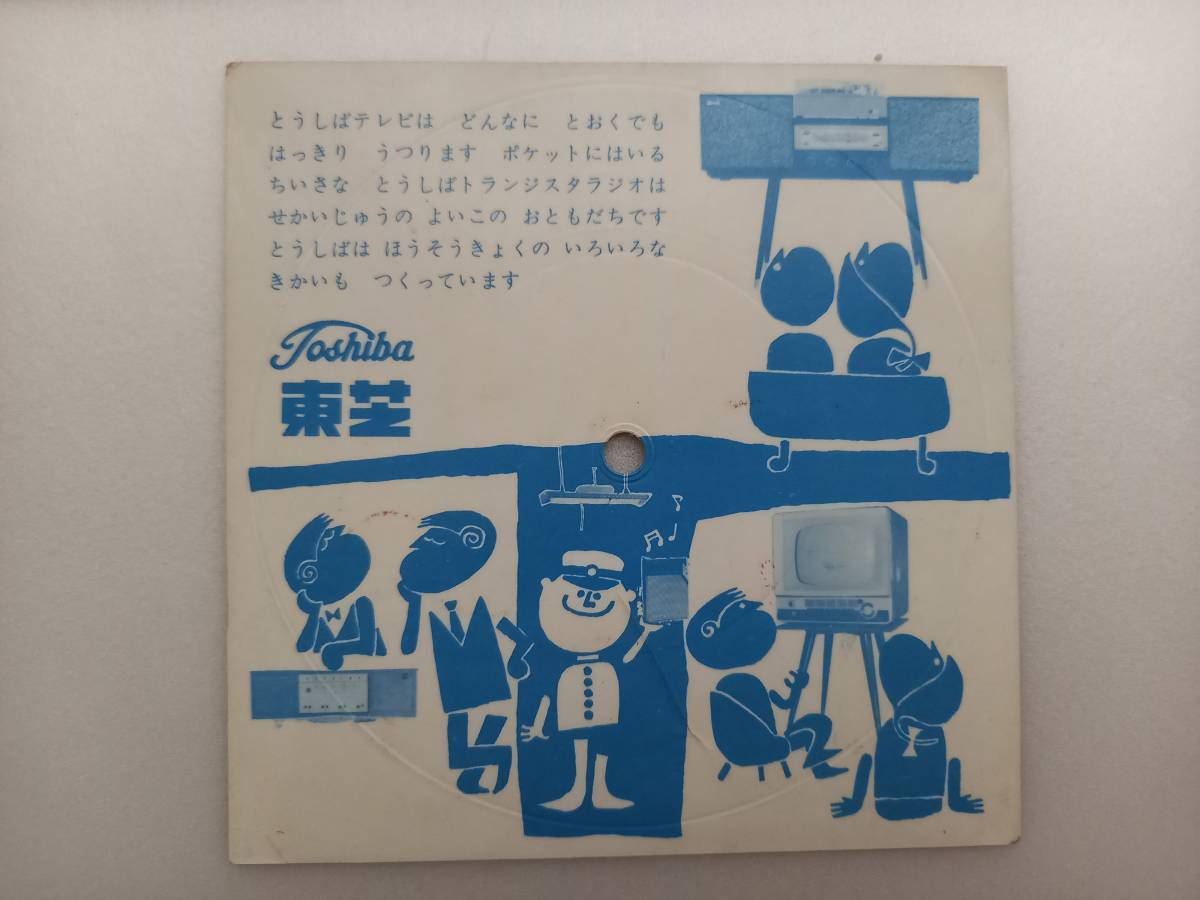 とうしばテレビは どんなに とおくでも
はっきり うつります ポケットにはいる
ちいさな とうしばトランジスタラジオは
せかいじゅうの よいこの おともだちです
とうしばは ほうそうきょくの いろいろな
きかいも つくっています
Toshiba
東芝